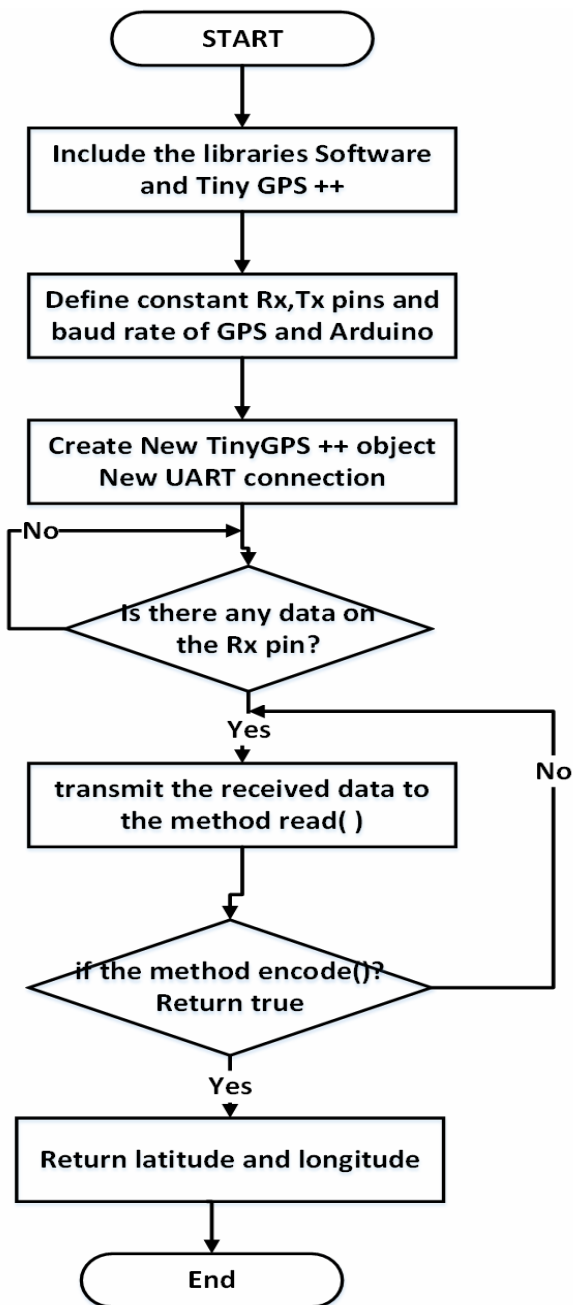 START
Include the libraries Software
and Tiny GPS ++
Define constant Rx,Tx pins and
baud rate of GPS and Arduino
Create New TinyGPS ++ object
New UART connection
No
Is there any data on
the Rx pin?
Yes
No
transmit the received data to
the method read( )
if the method encode()?
Return true
Yes
Return latitude and longitude
End